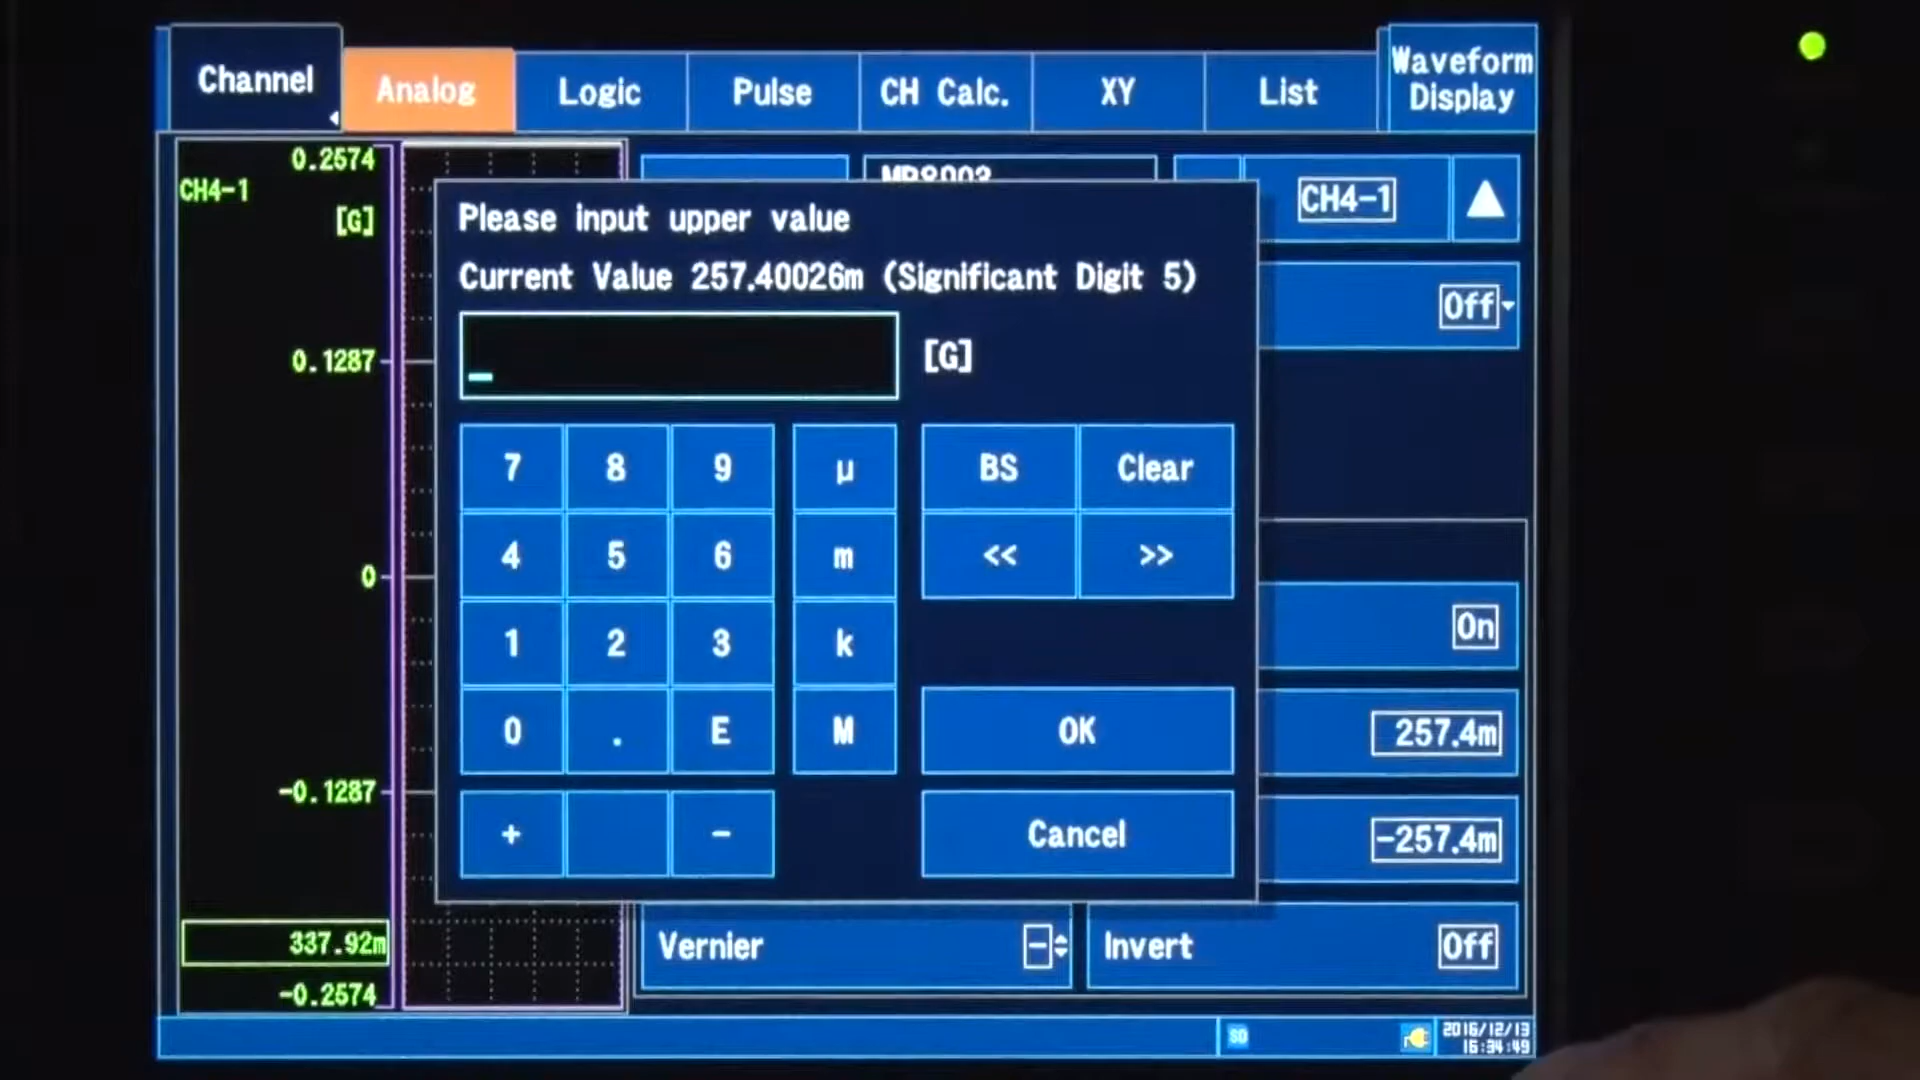 Channel
Analog
Logic
Pulse
CH Calc.
XY
List
Waveform
Display
0.2574
CH4-1
[G]
0.1287
0
-0.1287
337.92m
-0.2574
CH4-1
Off
Please input upper value
Current Value 257.40026m (Significant Digit 5)
[G]
7 8 9 μ BS Clear
4 5 6 m << >>
1 2 3 k
0 . E M OK
+ - Cancel
On
257.4m
-257.4m
Vernier -
Invert Off
SD
2016/12/13
16:34:49